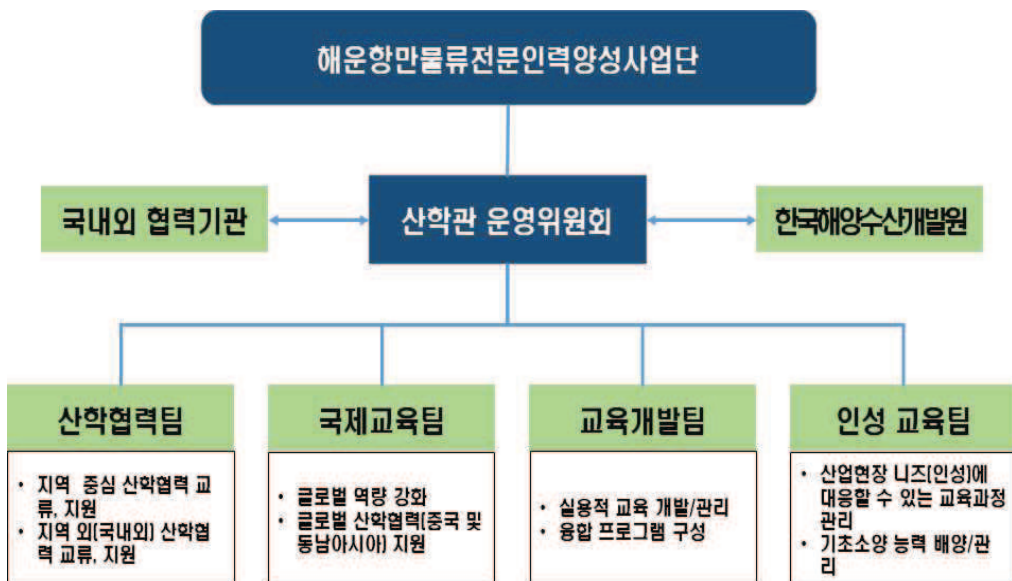 해운항만물류전문인력양성사업단
국내외 협력기관
산학관 운영위원회
한국해양수산개발원
산학협력팀
• 지역 중심 산학협력 교
류, 지원
• 지역 외(국내외) 산학협
력 교류, 지원
국제교육팀
• 글로벌 역량 강화
• 글로벌 산학협력(중국 및
동남아시아) 지원
교육개발팀
• 실용적 교육 개발/관리
• 융합 프로그램 구성
인성 교육팀
• 산업현장 니즈(인성)에
대응할 수 있는 교육과정
관리
• 기초소양 능력 배양/관
리